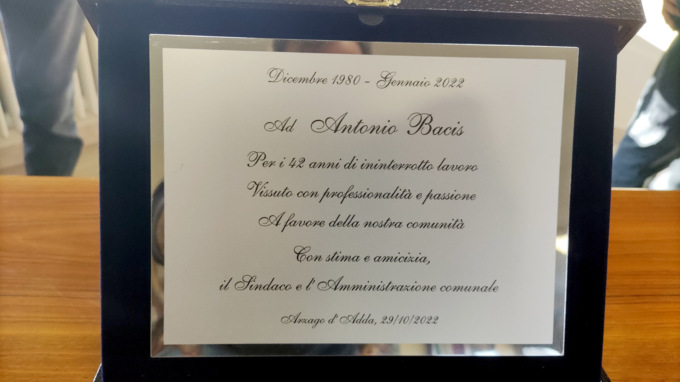 Dicembre 1980 - Gennaio 2022
Ad Antonio Bacis
Per i 42 anni di ininterrotto lavoro
Vissuto con professionalità e passione
A favore della nostra comunità
Con stima e amicizia,
il Sindaco e l' Amministrazione comunale
Arzago d' Adda, 29/10/2022